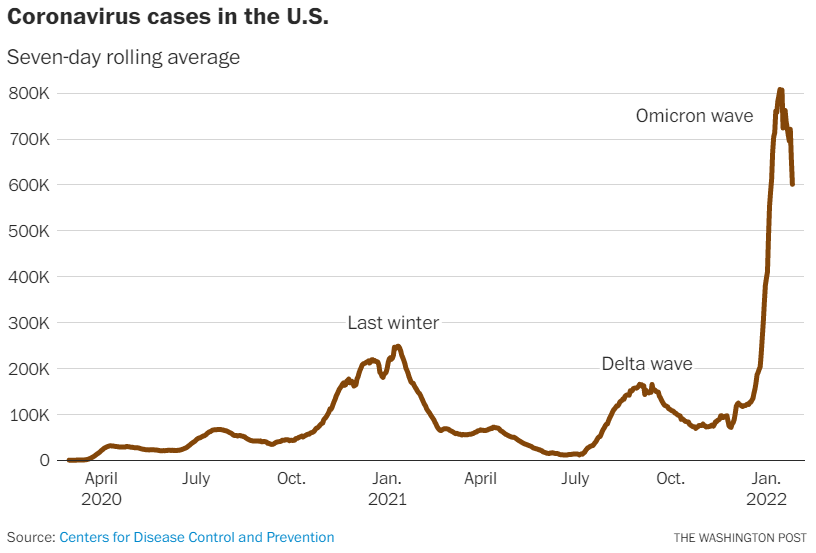 Coronavirus cases in the U.S.
Seven-day rolling average
800K
Omicron wave
700K
600K
500K
400K
300K
Last winter
200K
Delta wave
100K
0
April July Oct. Jan. April July Oct. Jan.
2020 2021 2022
Source: Centers for Disease Control and Prevention THE WASHINGTON POST